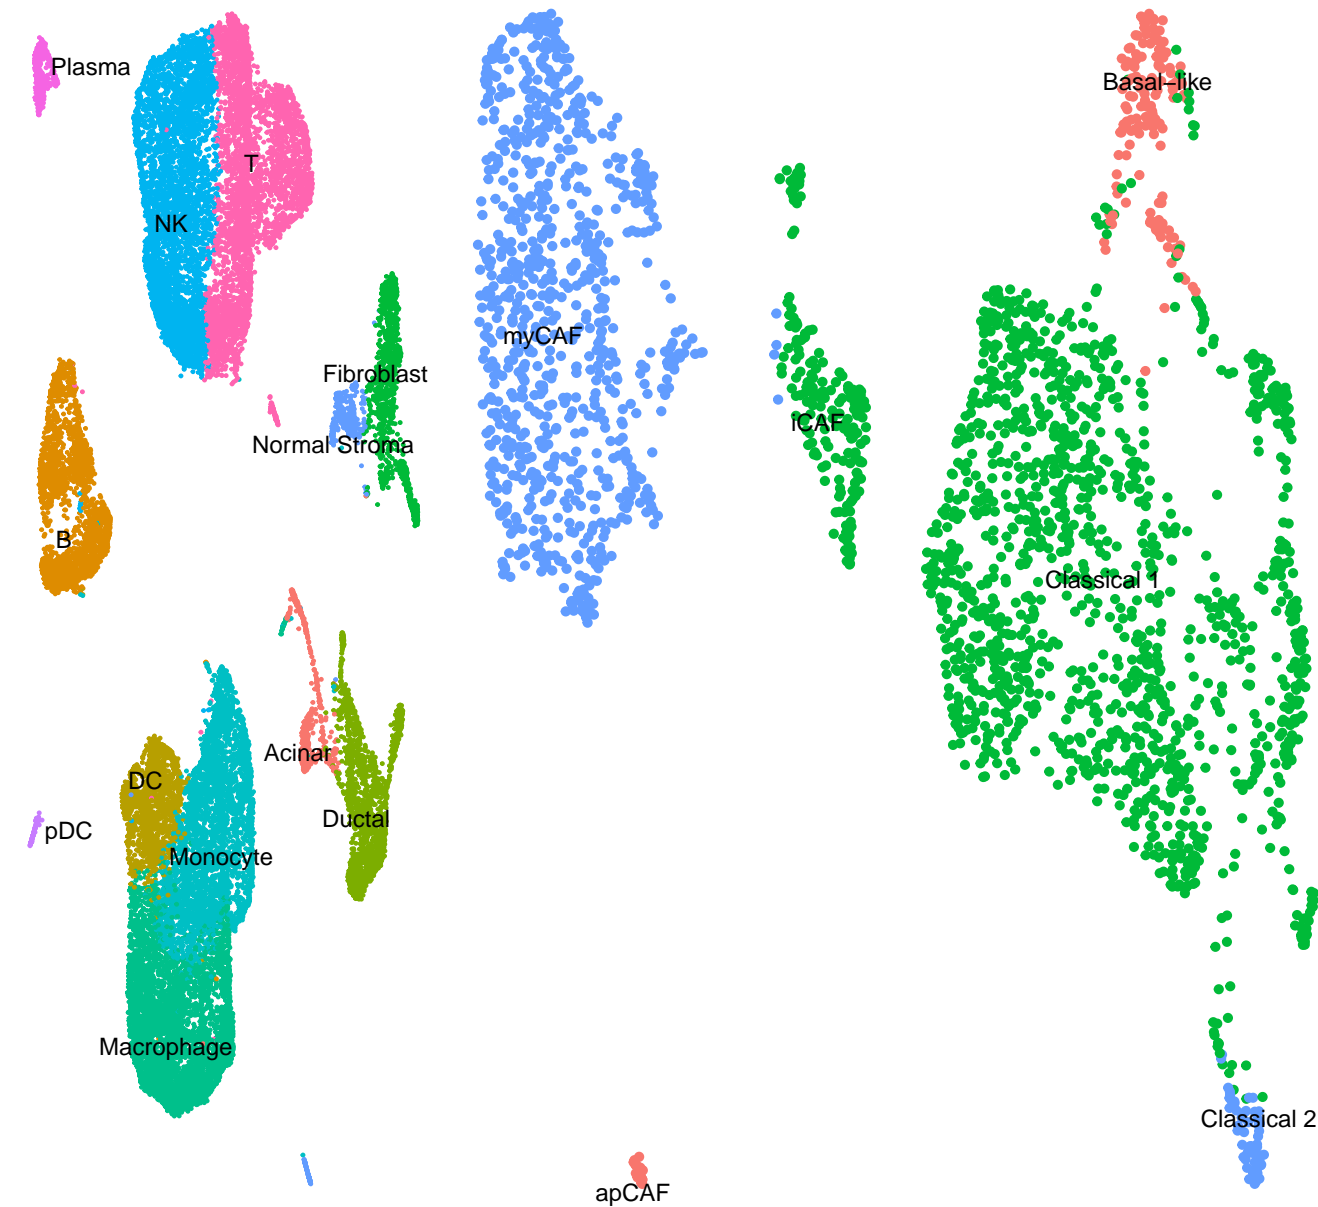 Plasma
Basal−like
T
NK
myCAF
Fibroblast
iCAF
Normal Stroma
B
Classical 1
Acinar
DC
Ductal
pDC
Monocyte
Macrophage
Classical 2
apCAF